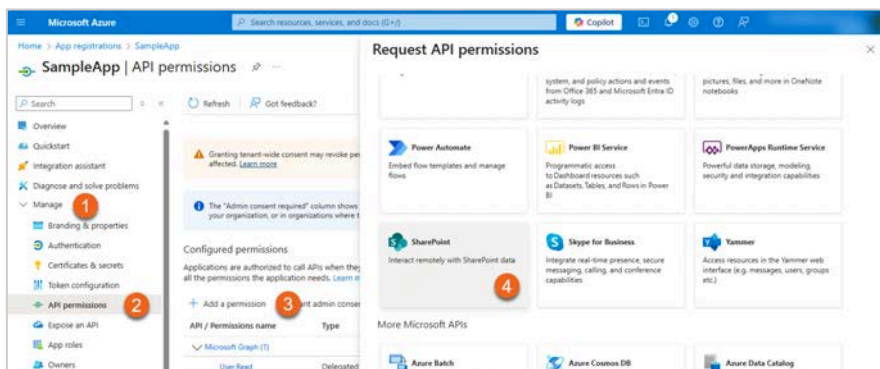 Microsoft Azure
Search resources, services, and docs (G+/)
Copilot
Home > App registrations > SampleApp
SampleApp | API permissions
Search
Overview
Quickstart
Integration assistant
Diagnose and solve problems
Manage
1
Branding & properties
Authentication
Certificates & secrets
Token configuration
API permissions
2
Expose an API
App roles
Owners
Refresh
Got feedback?
Granting tenant-wide consent may revoke per
affected. Learn more
The "Admin consent required" column shows
your organization, or in organizations where t
Configured permissions
Applications are authorized to call APIs when they
all the permissions the application needs. Learn m
+ Add a permission
3
ant admin consen
API / Permissions name
Type
Microsoft Graph (1)
User.Read
Delegated
Request API permissions
system, and policy actions and events
from Office 365 and Microsoft Entra ID
activity logs
pictures, files, and more in OneNote
notebooks
Power Automate
Embed flow templates and manage
flows
Power BI Service
Programmatic access
to Dashboard resources such
as Datasets, Tables, and Rows in Power
BI
PowerApps Runtime Service
Powerful data storage, modeling,
security and integration capabilities
SharePoint
Interact remotely with SharePoint data
4
Skype for Business
Integrate real-time presence, secure
messaging, calling, and conference
capabilities
Yammer
Access resources in the Yammer web
interface (e.g. messages, users, groups
etc.)
More Microsoft APIs
Azure Batch
Azure Cosmos DB
Azure Data Catalog